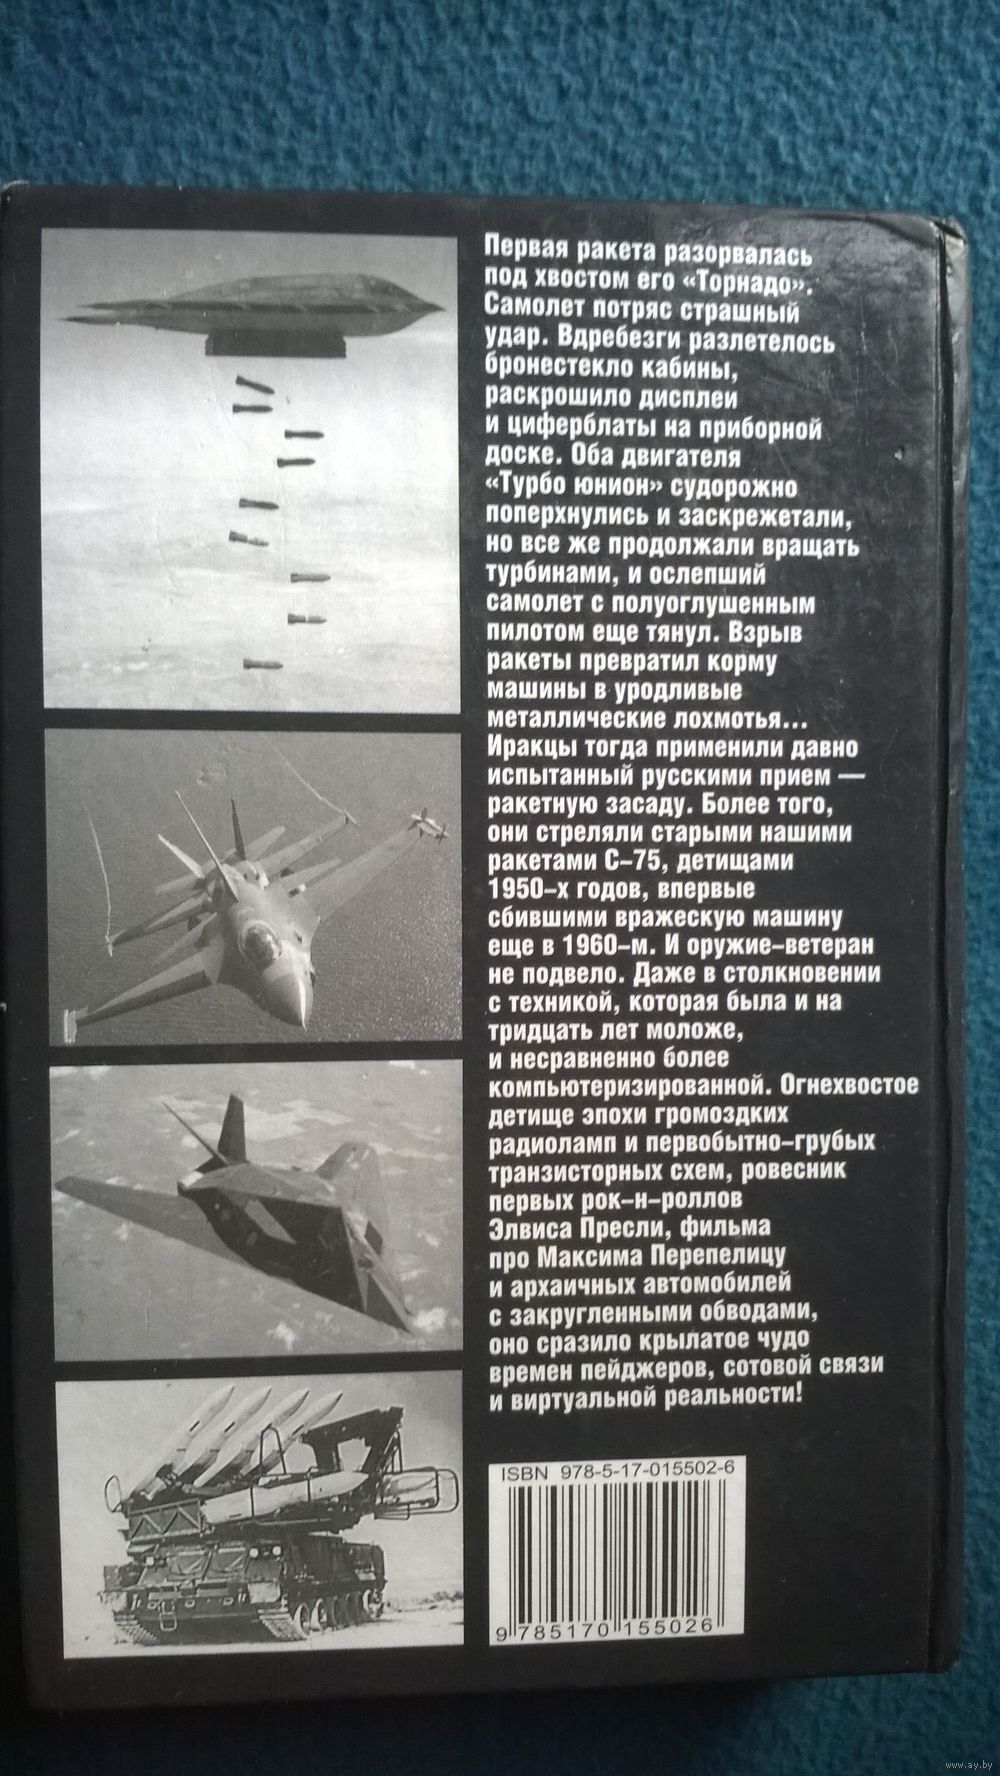 Первая ракета разорвалась
под хвостом его «Торнадо».
Самолет потряс страшный
удар. Вдребезги разлетелось
бронестекло кабины,
раскрошило дисплеи
и циферблаты на приборной
доске. Оба двигателя
«Турбо юнион» судорожно
поперхнулись и заскрежетали,
но все же продолжали вращать
турбинами, и ослепший
самолет с полуоглушенным
пилотом еще тянул. Взрыв
ракеты превратил корму
машины в уродливые
металлические лохмотья...
Иракцы тогда применили давно
испытанный русскими прием —
ракетную засаду. Более того,
они стреляли старыми нашими
ракетами С-75, детищами
1950-х годов, впервые
сбившими вражескую машину
еще в 1960-м. И оружие-ветеран
не подвело. Даже в столкновении
с техникой, которая была и на
тридцать лет моложе,
и несравненно более
компьютеризированной. Огнехвостое
детище эпохи громоздких
радиоламп и первобытно-грубых
транзисторных схем, ровесник
первых рок-н-роллов
Элвиса Пресли, фильма
про Максима Перепелицу
и архаичных автомобилей
с закругленными обводами,
оно сразило крылатое чудо
времен пейджеров, сотовой связи
и виртуальной реальности!
ISBN 978-5-17-015502-6
9 785170 155026
www.ay.by